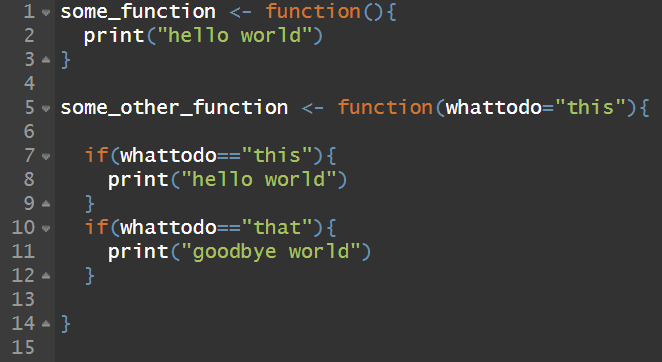 1 some_function <- function(){
2   print("hello world")
3 }
4
5 some_other_function <- function(whattodo="this"){
6
7   if(whattodo=="this"){
8     print("hello world")
9   }
10   if(whattodo=="that"){
11     print("goodbye world")
12   }
13
14 }
15